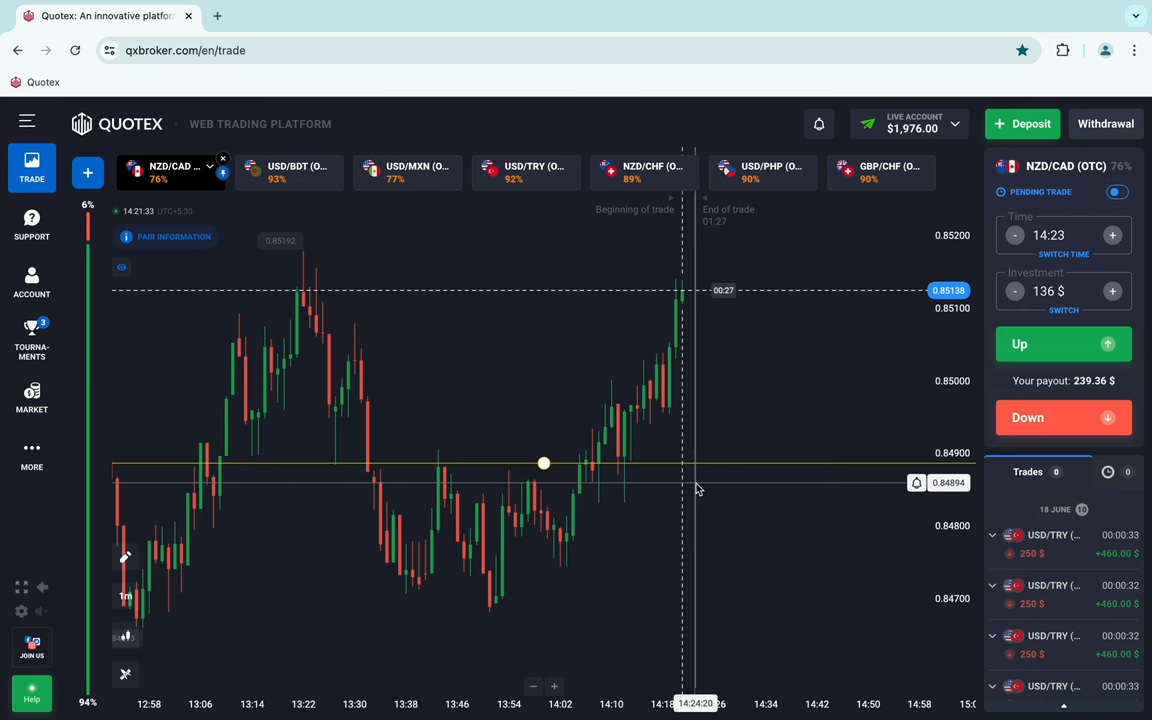 Quotex: An innovative platform
qxbroker.com/en/trade
Quotex
QUOTEX
WEB TRADING PLATFORM
LIVE ACCOUNT
$1,976.00
Deposit
Withdrawal
TRADE
SUPPORT
ACCOUNT
3
TOURNA-
MENTS
MARKET
MORE
JOIN US
Help
NZD/CAD ...
76%
USD/BDT (O...
93%
USD/MXN (O...
77%
USD/TRY (O...
92%
NZD/CHF (O...
89%
USD/PHP (O...
90%
GBP/CHF (O...
90%
6%
94%
14:21:33 UTC+5:30
PAIR INFORMATION
0.85192
Beginning of trade
End of trade
01:27
00:27
0.85200
0.85138
0.85100
0.85000
0.84900
0.84894
0.84800
0.84700
1m
12:58 13:06 13:14 13:22 13:30 13:38 13:46 13:54 14:02 14:10 14:18 14:24:20 14:34 14:42 14:50 14:58
NZD/CAD (OTC) 76%
PENDING TRADE
Time
- 14:23 +
SWITCH TIME
Investment
- 136 $ +
SWITCH
Up
Your payout: 239.36 $
Down
Trades 0
0
18 JUNE 10
USD/TRY (... 00:00:33
250 $ +460.00 $
USD/TRY (... 00:00:32
250 $ +460.00 $
USD/TRY (... 00:00:32
250 $ +460.00 $
USD/TRY (... 00:00:33